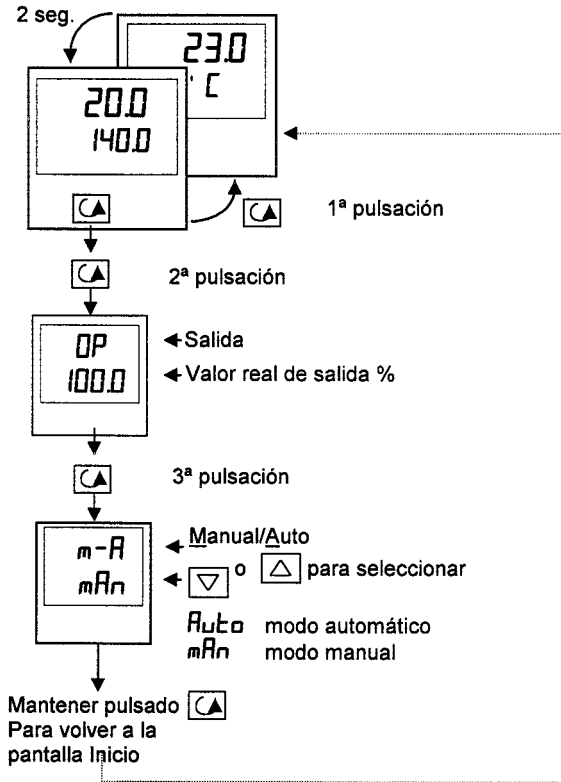 2 seg.
23.0
° C
20.0
140.0
1ª pulsación
2ª pulsación
OP
Salida
100.0
Valor real de salida %
3ª pulsación
m-A
Manual/Auto
mAn
o
para seleccionar
Auto modo automático
mAn modo manual
Mantener pulsado
Para volver a la
pantalla Inicio